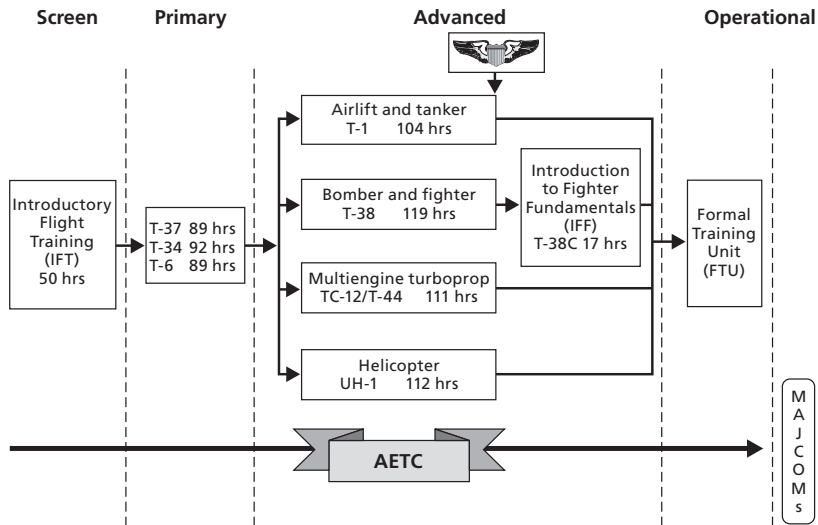 Screen
Primary
Advanced
Operational
Introductory
Flight
Training
(IFT)
50 hrs
T-37 89 hrs
T-34 92 hrs
T-6 89 hrs
Airlift and tanker
T-1 104 hrs
Bomber and fighter
T-38 119 hrs
Multiengine turboprop
TC-12/T-44 111 hrs
Helicopter
UH-1 112 hrs
Introduction
to Fighter
Fundamentals
(IFF)
T-38C 17 hrs
Formal
Training
Unit
(FTU)
AETC
M
A
J
C
O
M
s